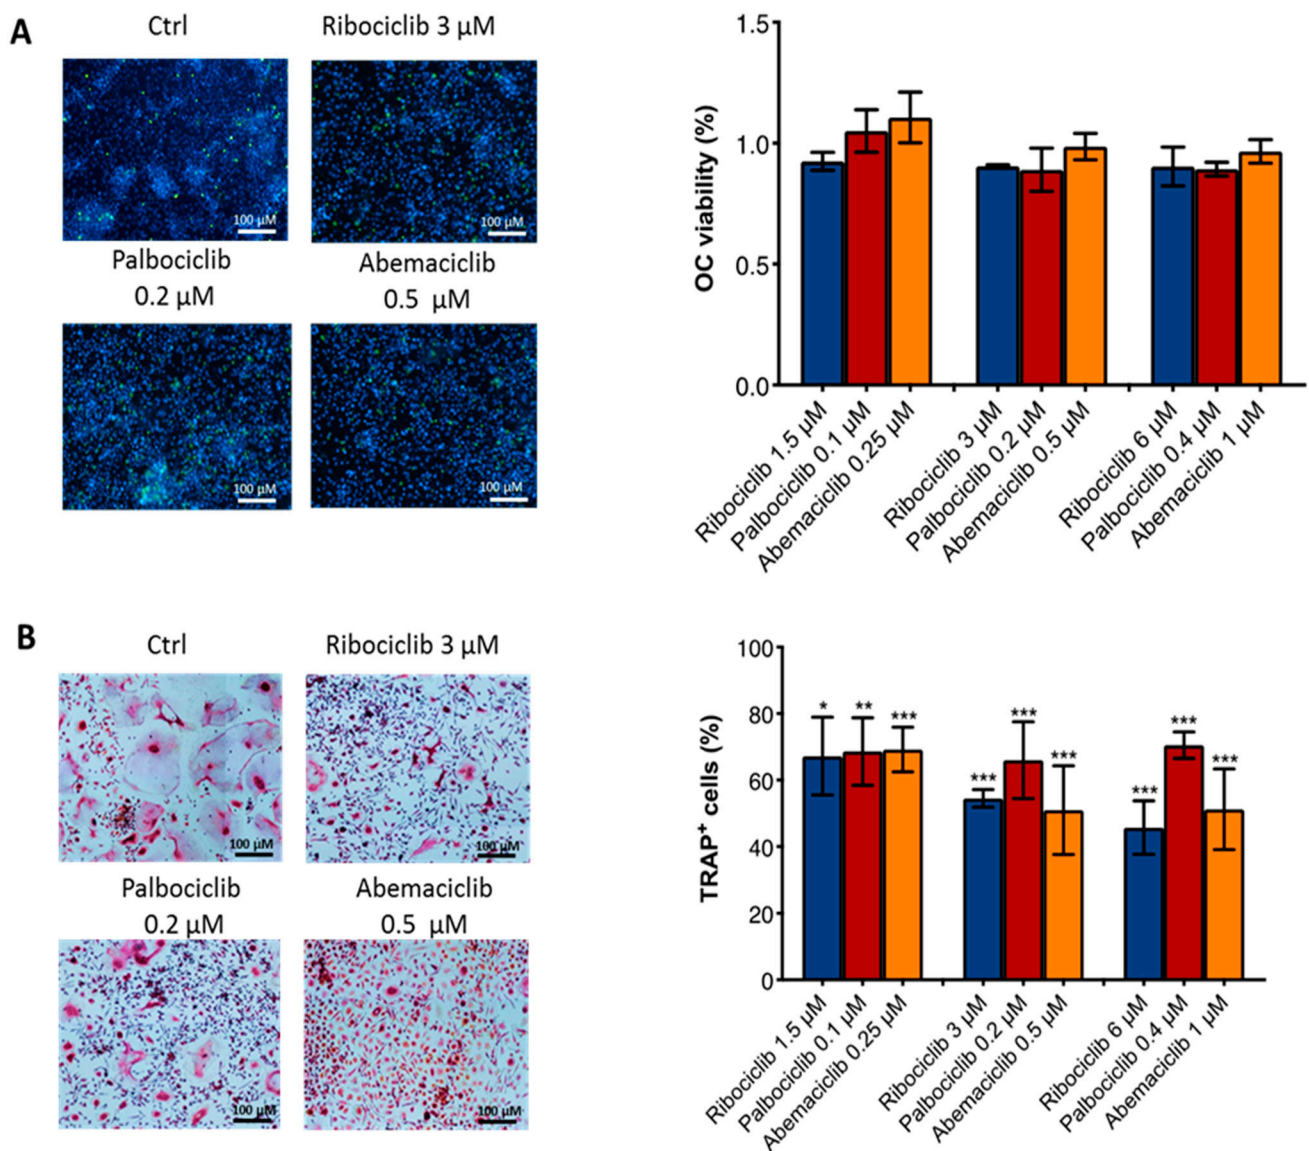 A
Ctrl
Ribociclib 3 µM
100 µM
100 µM
Palbociclib
0.2 µM
Abemaciclib
0.5 µM
100 µM
100 µM
OC viability (%)
1.5
1.0
0.5
0.0
Ribociclib 1.5 µM
Palbociclib 0.1 µM
Abemaciclib 0.25 µM
Ribociclib 3 µM
Palbociclib 0.2 µM
Abemaciclib 0.5 µM
Ribociclib 6 µM
Palbociclib 0.4 µM
Abemaciclib 1 µM
B
Ctrl
Ribociclib 3 µM
100 µM
100 µM
Palbociclib
0.2 µM
Abemaciclib
0.5 µM
100 µM
100 µM
TRAP⁺ cells (%)
100
80
60
40
20
0
* ** ***
*** *** ***
*** *** ***
Ribociclib 1.5 µM
Palbociclib 0.1 µM
Abemaciclib 0.25 µM
Ribociclib 3 µM
Palbociclib 0.2 µM
Abemaciclib 0.5 µM
Ribociclib 6 µM
Palbociclib 0.4 µM
Abemaciclib 1 µM